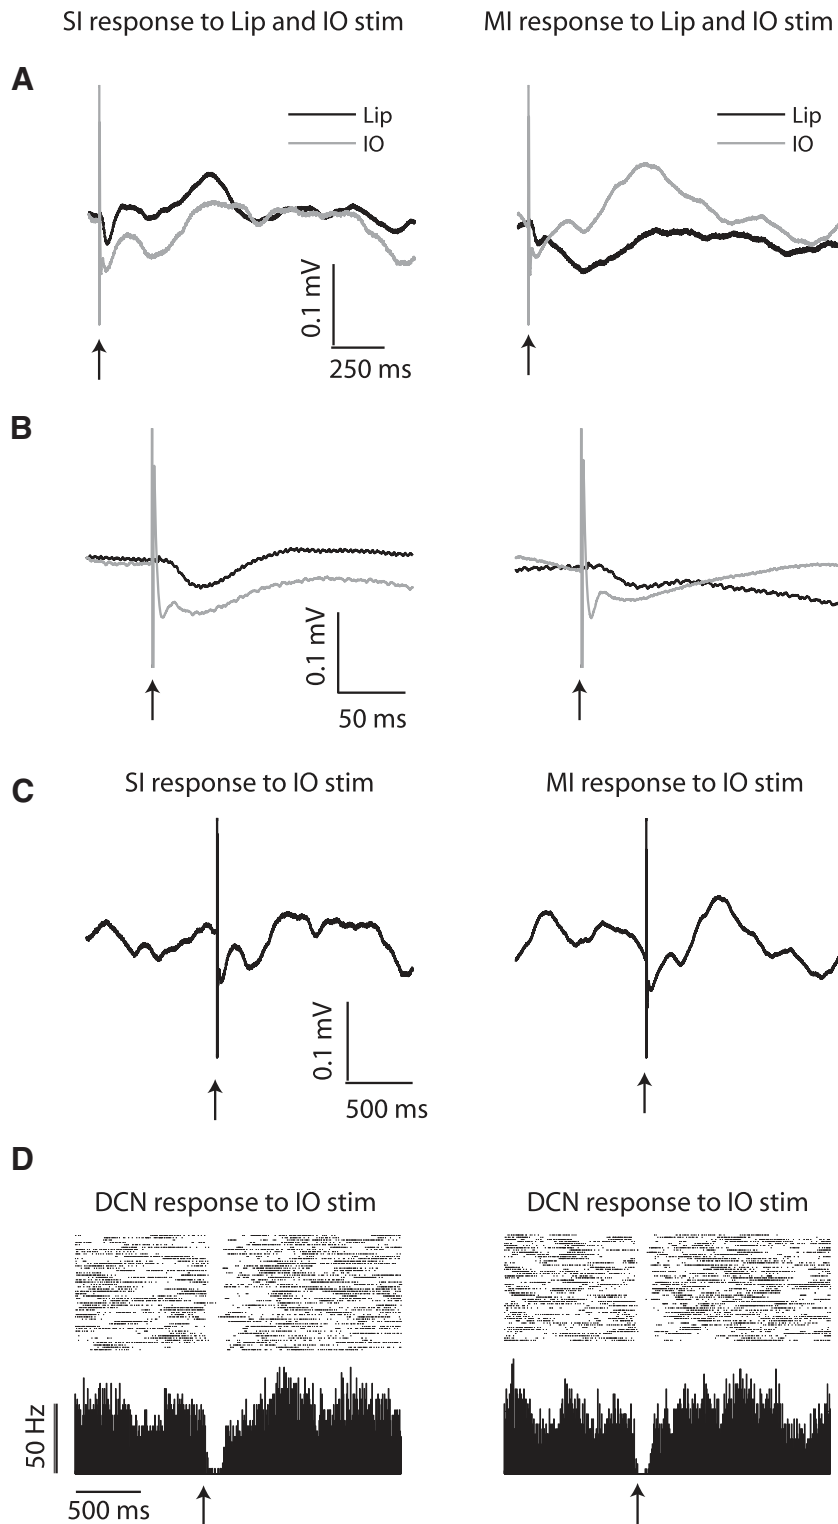 SI response to Lip and IO stim
MI response to Lip and IO stim
A
Lip
IO
Lip
IO
0.1 mV
250 ms
B
0.1 mV
50 ms
C
SI response to IO stim
MI response to IO stim
0.1 mV
500 ms
D
DCN response to IO stim
DCN response to IO stim
50 Hz
500 ms